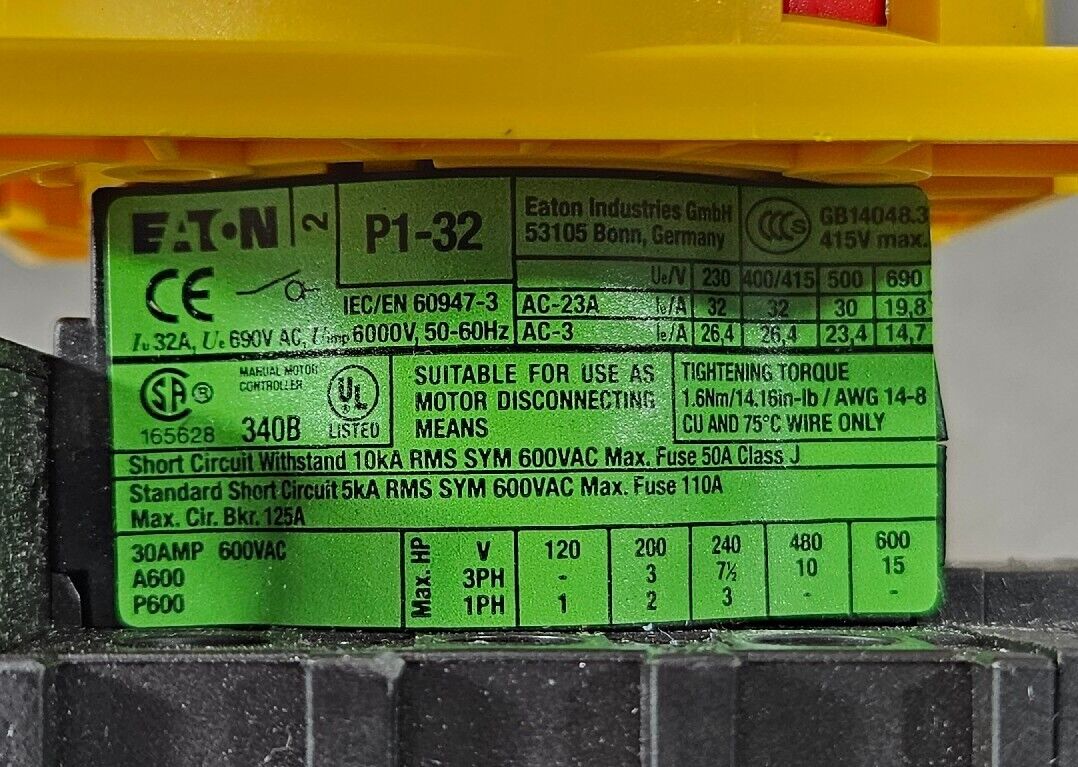 EATON 2 P1-32
Eaton Industries GmbH
53105 Bonn, Germany
CCC S
GB14048.3
415V max.
CE
IEC/EN 60947-3
Iu 32A, Ue 690V AC, Uimp 6000V, 50-60Hz
Ue/V 230 400/415 500 690
AC-23A Ie/A 32 32 30 19,8
AC-3 Ie/A 26,4 26,4 23,4 14,7
SA ®
165628
MANUAL MOTOR
CONTROLLER
340B
UL
LISTED
SUITABLE FOR USE AS
MOTOR DISCONNECTING
MEANS
TIGHTENING TORQUE
1.6Nm/14,16in-lb / AWG 14-8
CU AND 75°C WIRE ONLY
Short Circuit Withstand 10kA RMS SYM 600VAC Max. Fuse 50A Class J
Standard Short Circuit 5kA RMS SYM 600VAC Max. Fuse 110A
Max. Cir. Bkr. 125A
30AMP 600VAC
A600
P600
Max. HP
V 120 200 240 480 600
3PH - 3 7½ 10 15
1PH 1 2 3 - -